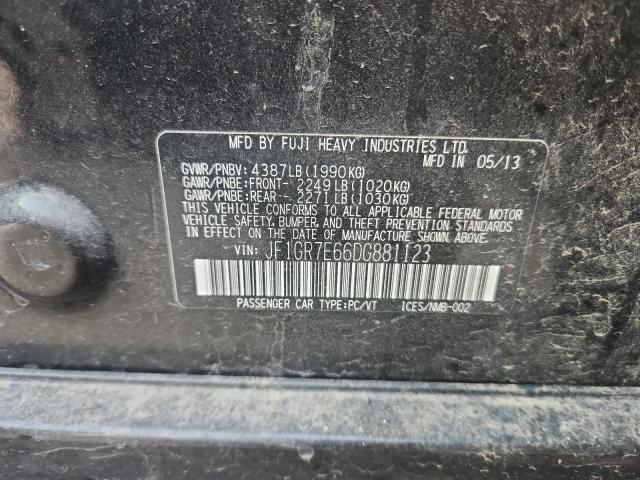 MFD BY FUJI HEAVY INDUSTRIES LTD.
MFD IN 05/13
GVWR/PNBV: 4387LB(1990KG)
GAWR/PNBE:FRONT- 2249LB(1020KG)
GAWR/PNBE:REAR - 2271LB(1030KG)
THIS VEHICLE CONFORMS TO ALL APPLICABLE FEDERAL MOTOR
VEHICLE SAFETY, BUMPER, AND THEFT PREVENTION STANDARDS
IN EFFECT ON THE DATE OF MANUFACTURE SHOWN ABOVE.
VIN: JF1GR7E66DG881123
PASSENGER CAR TYPE:PC/VT ICES/NMB-002